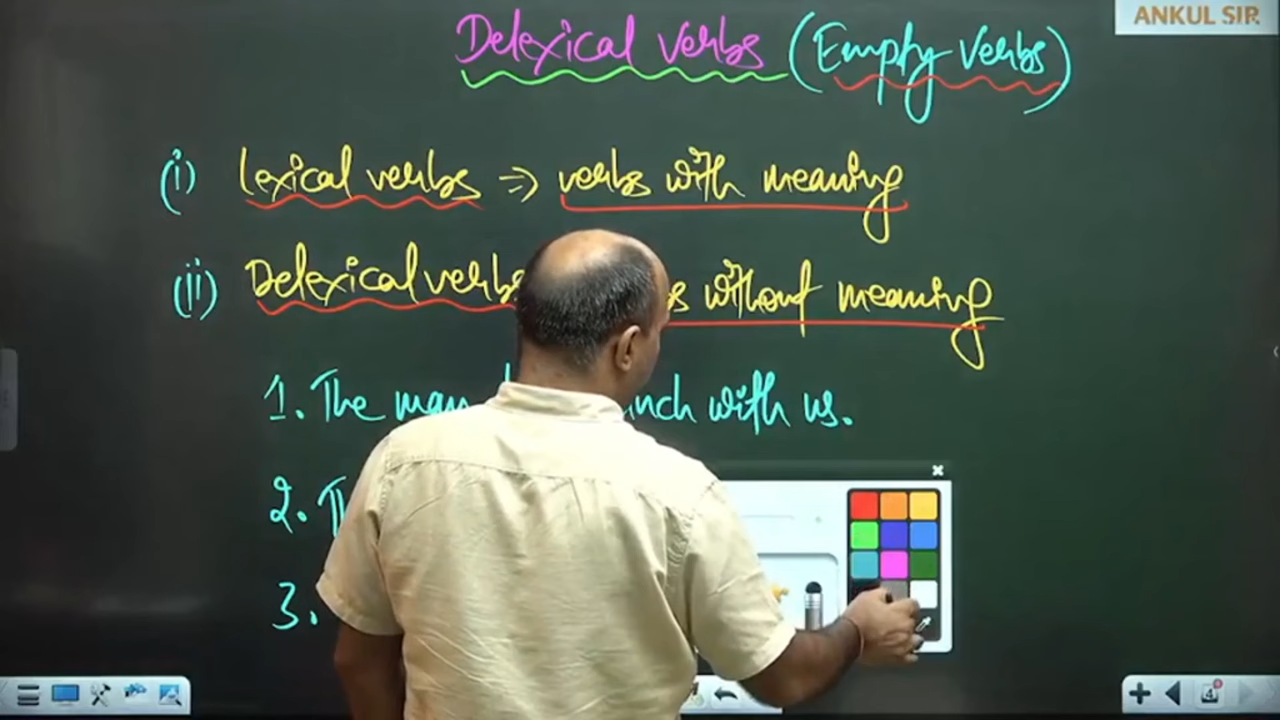 ANKUL SIR
Delexical Verbs (Empty Verbs)
(i) lexical verbs ⇒ verbs with meaning
(ii) Delexical verbs without meaning
1. The man with us.
2.
3.
4